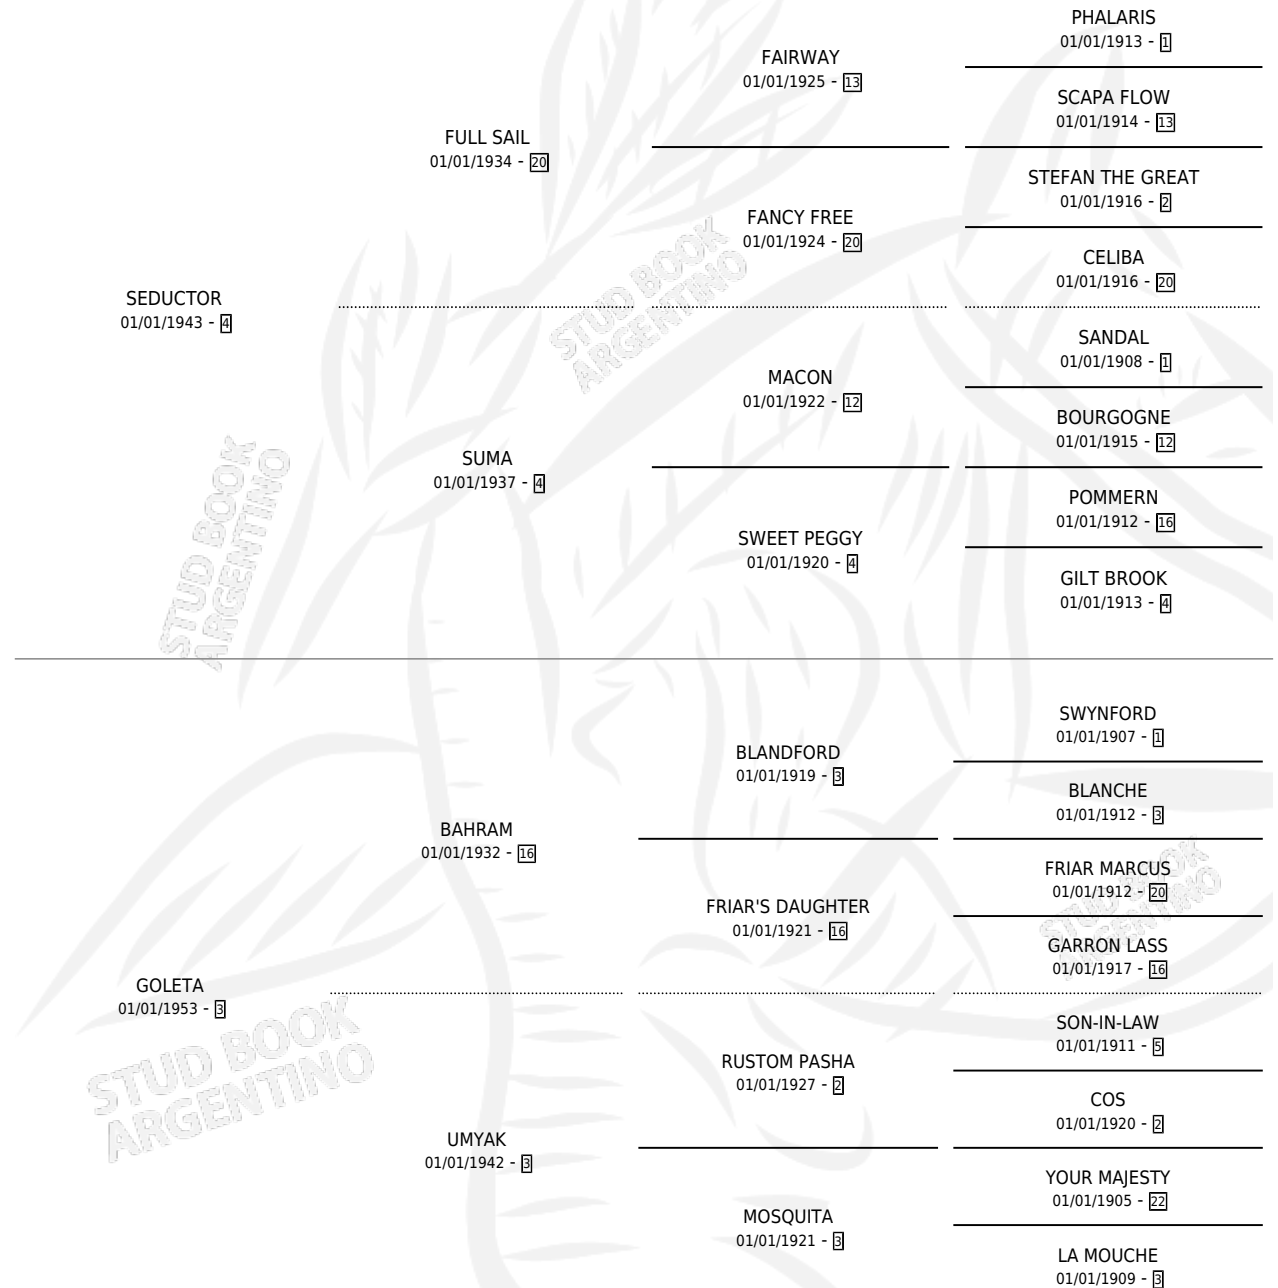 PHALARIS
01/01/1913 - 1
FAIRWAY
01/01/1925 - 13
SCAPA FLOW
01/01/1914 - 13
FULL SAIL
01/01/1934 - 20
STEFAN THE GREAT
01/01/1916 - 2
FANCY FREE
01/01/1924 - 20
CELIBA
01/01/1916 - 20
SEDUCTOR
01/01/1943 - 4
SANDAL
01/01/1908 - 1
MACON
01/01/1922 - 12
BOURGOGNE
01/01/1915 - 12
SUMA
01/01/1937 - 4
POMMERN
01/01/1912 - 16
SWEET PEGGY
01/01/1920 - 4
GILT BROOK
01/01/1913 - 4
STUD BOOK
ARGENTINO
STUD BOOK
ARGENTINO
SWYNFORD
01/01/1907 - 1
BLANDFORD
01/01/1919 - 3
BLANCHE
01/01/1912 - 3
BAHRAM
01/01/1932 - 16
FRIAR MARCUS
01/01/1912 - 20
FRIAR'S DAUGHTER
01/01/1921 - 16
GARRON LASS
01/01/1917 - 16
STUD BOOK
ARGENTINO
GOLETA
01/01/1953 - 3
SON-IN-LAW
01/01/1911 - 5
RUSTOM PASHA
01/01/1927 - 2
COS
01/01/1920 - 2
STUD BOOK
ARGENTINO
UMYAK
01/01/1942 - 3
YOUR MAJESTY
01/01/1905 - 22
MOSQUITA
01/01/1921 - 3
LA MOUCHE
01/01/1909 - 3